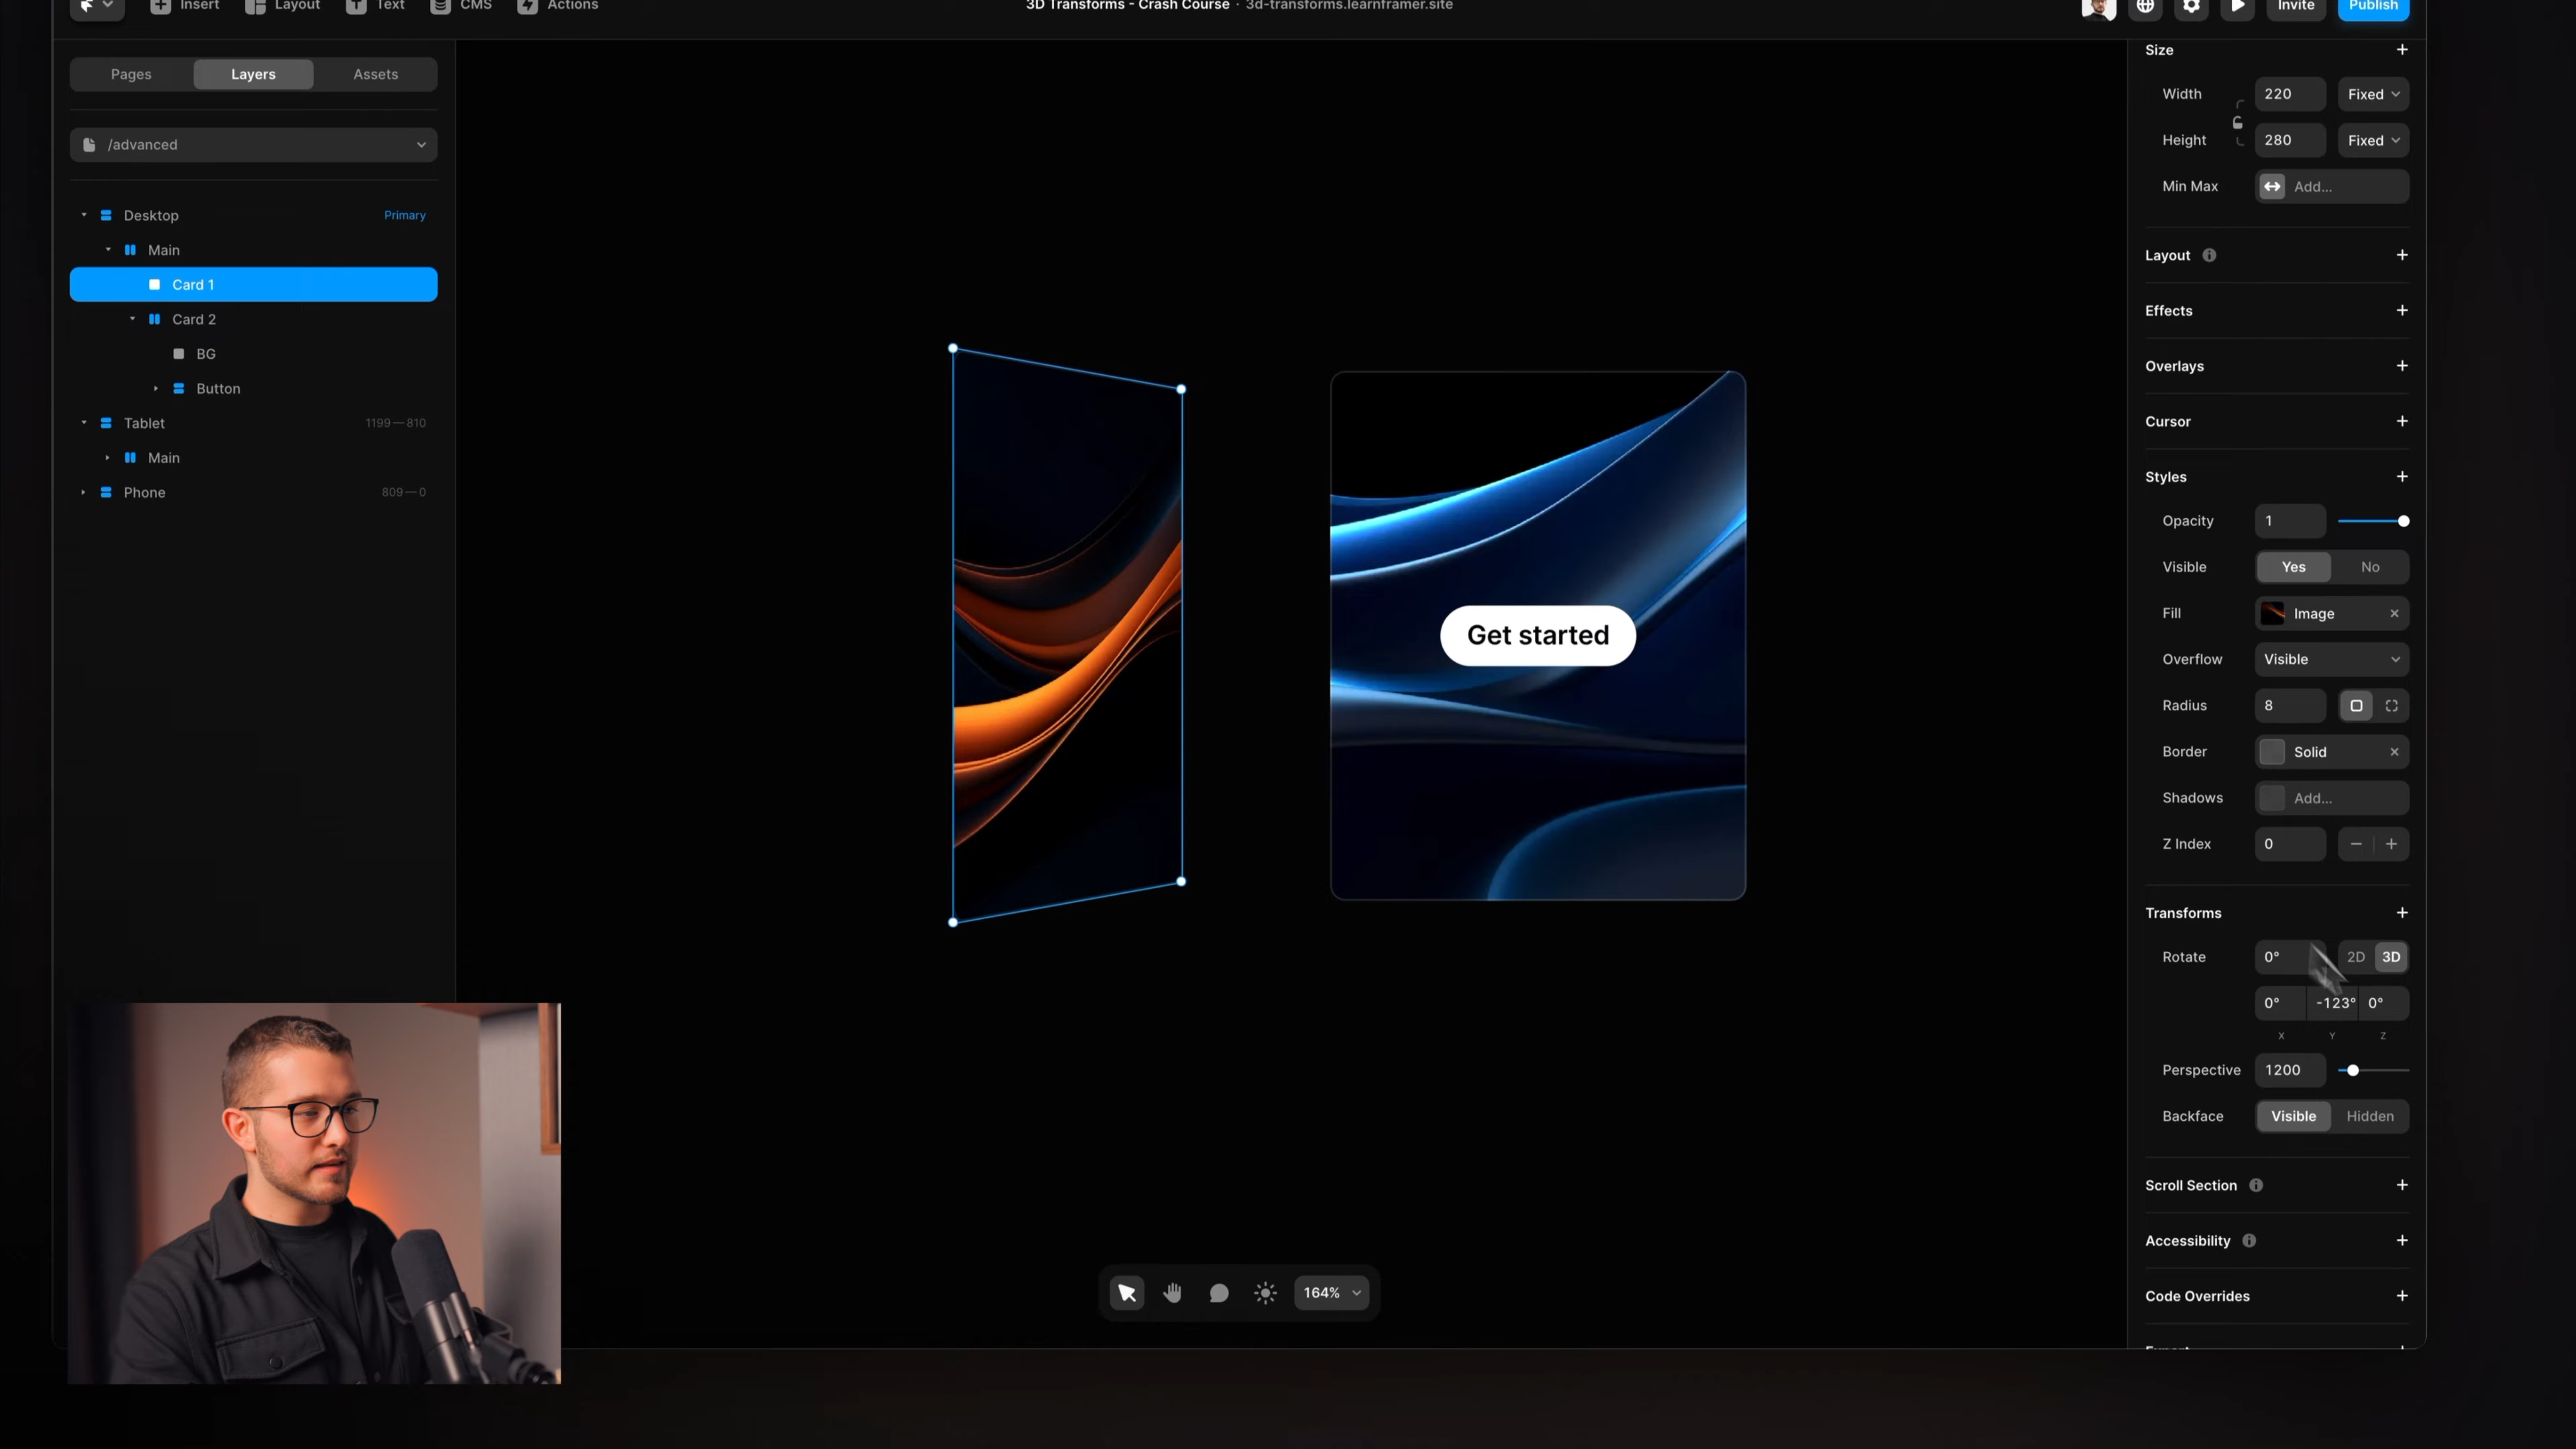 Insert
Layout
Text
CMS
Actions
3D Transforms - Crash Course · 3d-transforms.learnframer.site
Invite
Publish
Pages
Layers
Assets
/advanced
Desktop
Primary
Main
Card 1
Card 2
BG
Button
Tablet
1199—810
Main
Phone
809—0
Get started
164%
Size
Width
220
Fixed
Height
280
Fixed
Min Max
Add...
Layout
Effects
Overlays
Cursor
Styles
Opacity
1
Visible
Yes
No
Fill
Image
Overflow
Visible
Radius
8
Border
Solid
Shadows
Add...
Z Index
0
Transforms
Rotate
0°
2D
3D
0°
-123°
0°
X
Y
Z
Perspective
1200
Backface
Visible
Hidden
Scroll Section
Accessibility
Code Overrides